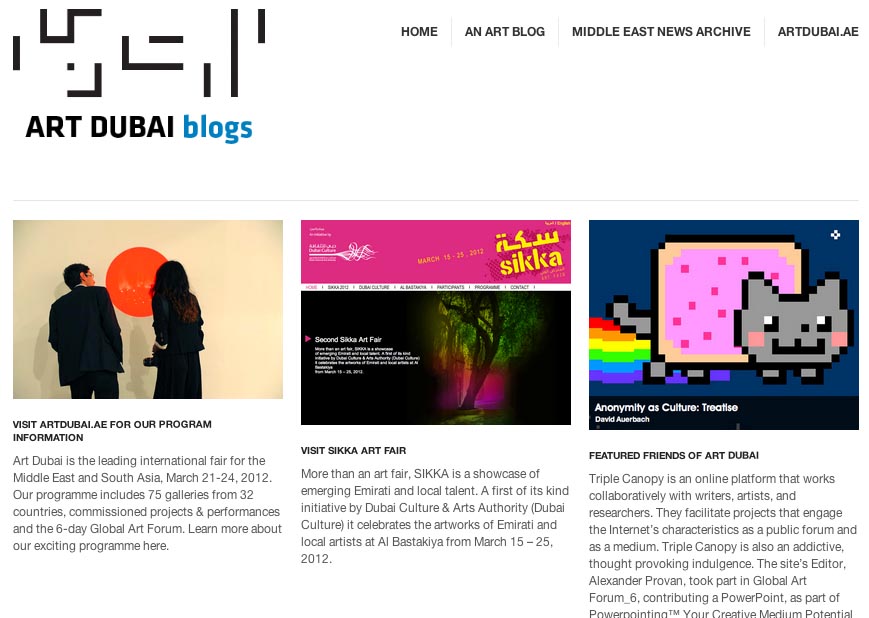 HOME
AN ART BLOG
MIDDLE EAST NEWS ARCHIVE
ARTDUBAI.AE
ART DUBAI blogs
VISIT ARTDUBAI.AE FOR OUR PROGRAM
INFORMATION
Art Dubai is the leading international fair for the
Middle East and South Asia, March 21-24, 2012.
Our programme includes 75 galleries from 32
countries, commissioned projects & performances
and the 6-day Global Art Forum. Learn more about
our exciting programme here.
Dubai Culture
MARCH 15 - 25 , 2012
سكة
sikka
ART FAIR
HOME
SIKKA 2012
DUBAI CULTURE
AL BASTAKIYA
PARTICIPANTS
PROGRAMME
CONTACT
Second Sikka Art Fair
More than an art fair, SIKKA is a showcase
of emerging Emirati and local talent. A first of its kind
initiative by Dubai Culture & Arts Authority (Dubai Culture)
it celebrates the artworks of Emirati and local artists at Al
Bastakiya
from March 15 – 25, 2012.
VISIT SIKKA ART FAIR
More than an art fair, SIKKA is a showcase of
emerging Emirati and local talent. A first of its kind
initiative by Dubai Culture & Arts Authority (Dubai
Culture) it celebrates the artworks of Emirati and
local artists at Al Bastakiya from March 15 – 25,
2012.
Anonymity as Culture: Treatise
David Auerbach
FEATURED FRIENDS OF ART DUBAI
Triple Canopy is an online platform that works
collaboratively with writers, artists, and
researchers. They facilitate projects that engage
the Internet's characteristics as a public forum and
as a medium. Triple Canopy is also an addictive,
thought provoking indulgence. The site's Editor,
Alexander Provan, took part in Global Art
Forum_6, contributing a PowerPoint, as part of
Powerpointing™ Your Creative Medium Potential